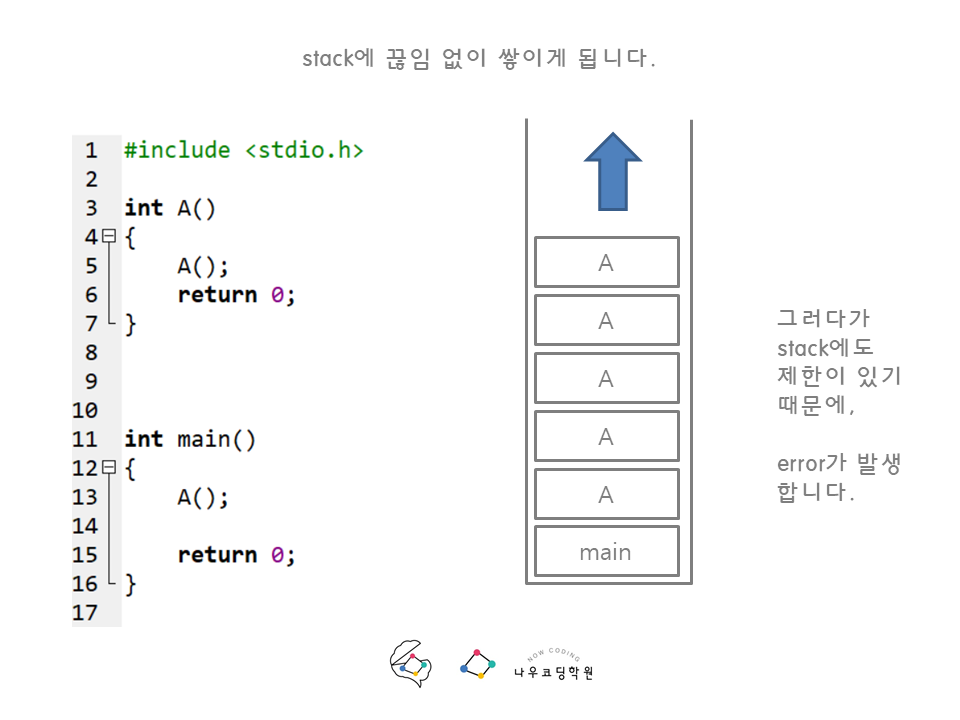 stack에 끊임 없이 쌓이게 됩니다.
1 #include <stdio.h>
2
3 int A()
4 {
5     A();
6     return 0;
7 }
8
9
10
11 int main()
12 {
13     A();
14
15     return 0;
16 }
17
A
A
A
A
A
main
그러다가
stack에도
제한이 있기
때문에,
error가 발생
합니다.
NOW CODING
나우코딩학원